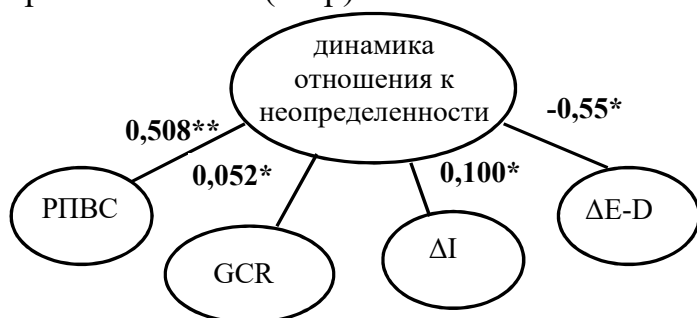 динамика
отношения к
неопределенности
-0,55*
0,508**
0,052*
0,100*
РПВС
ΔE-D
ΔI
GCR